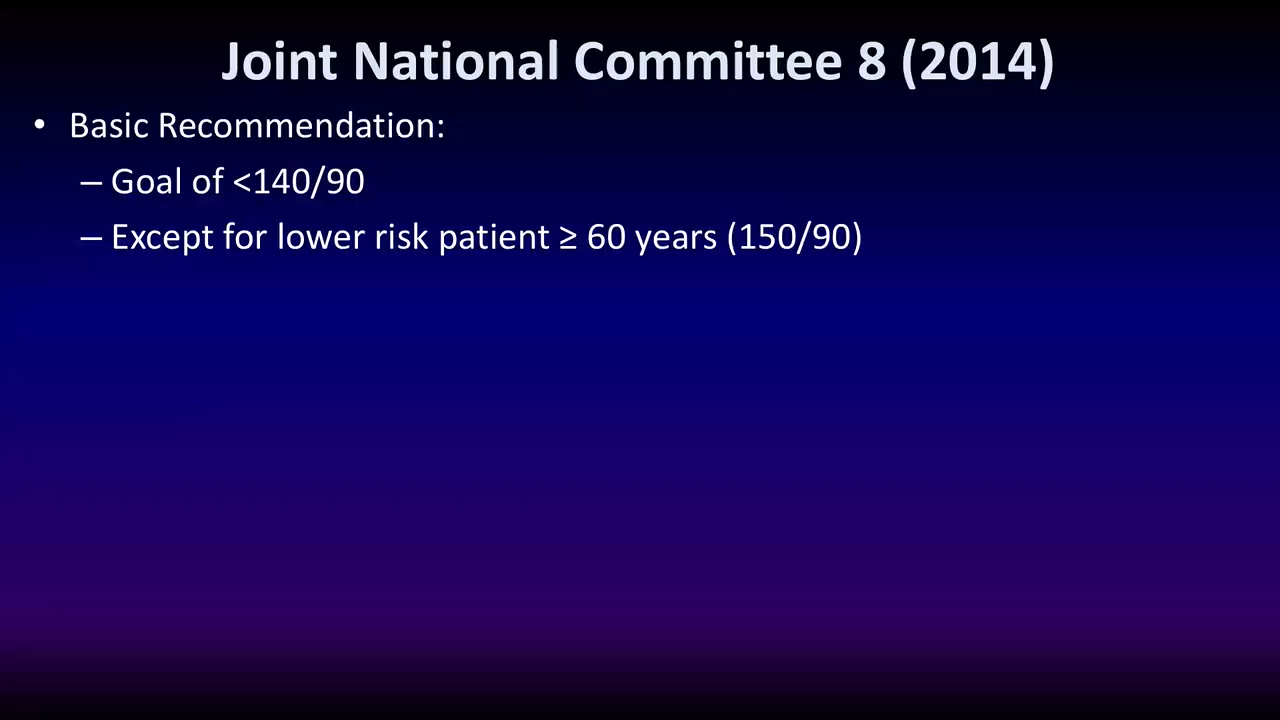 Joint National Committee 8 (2014)
• Basic Recommendation:
– Goal of <140/90
– Except for lower risk patient ≥ 60 years (150/90)